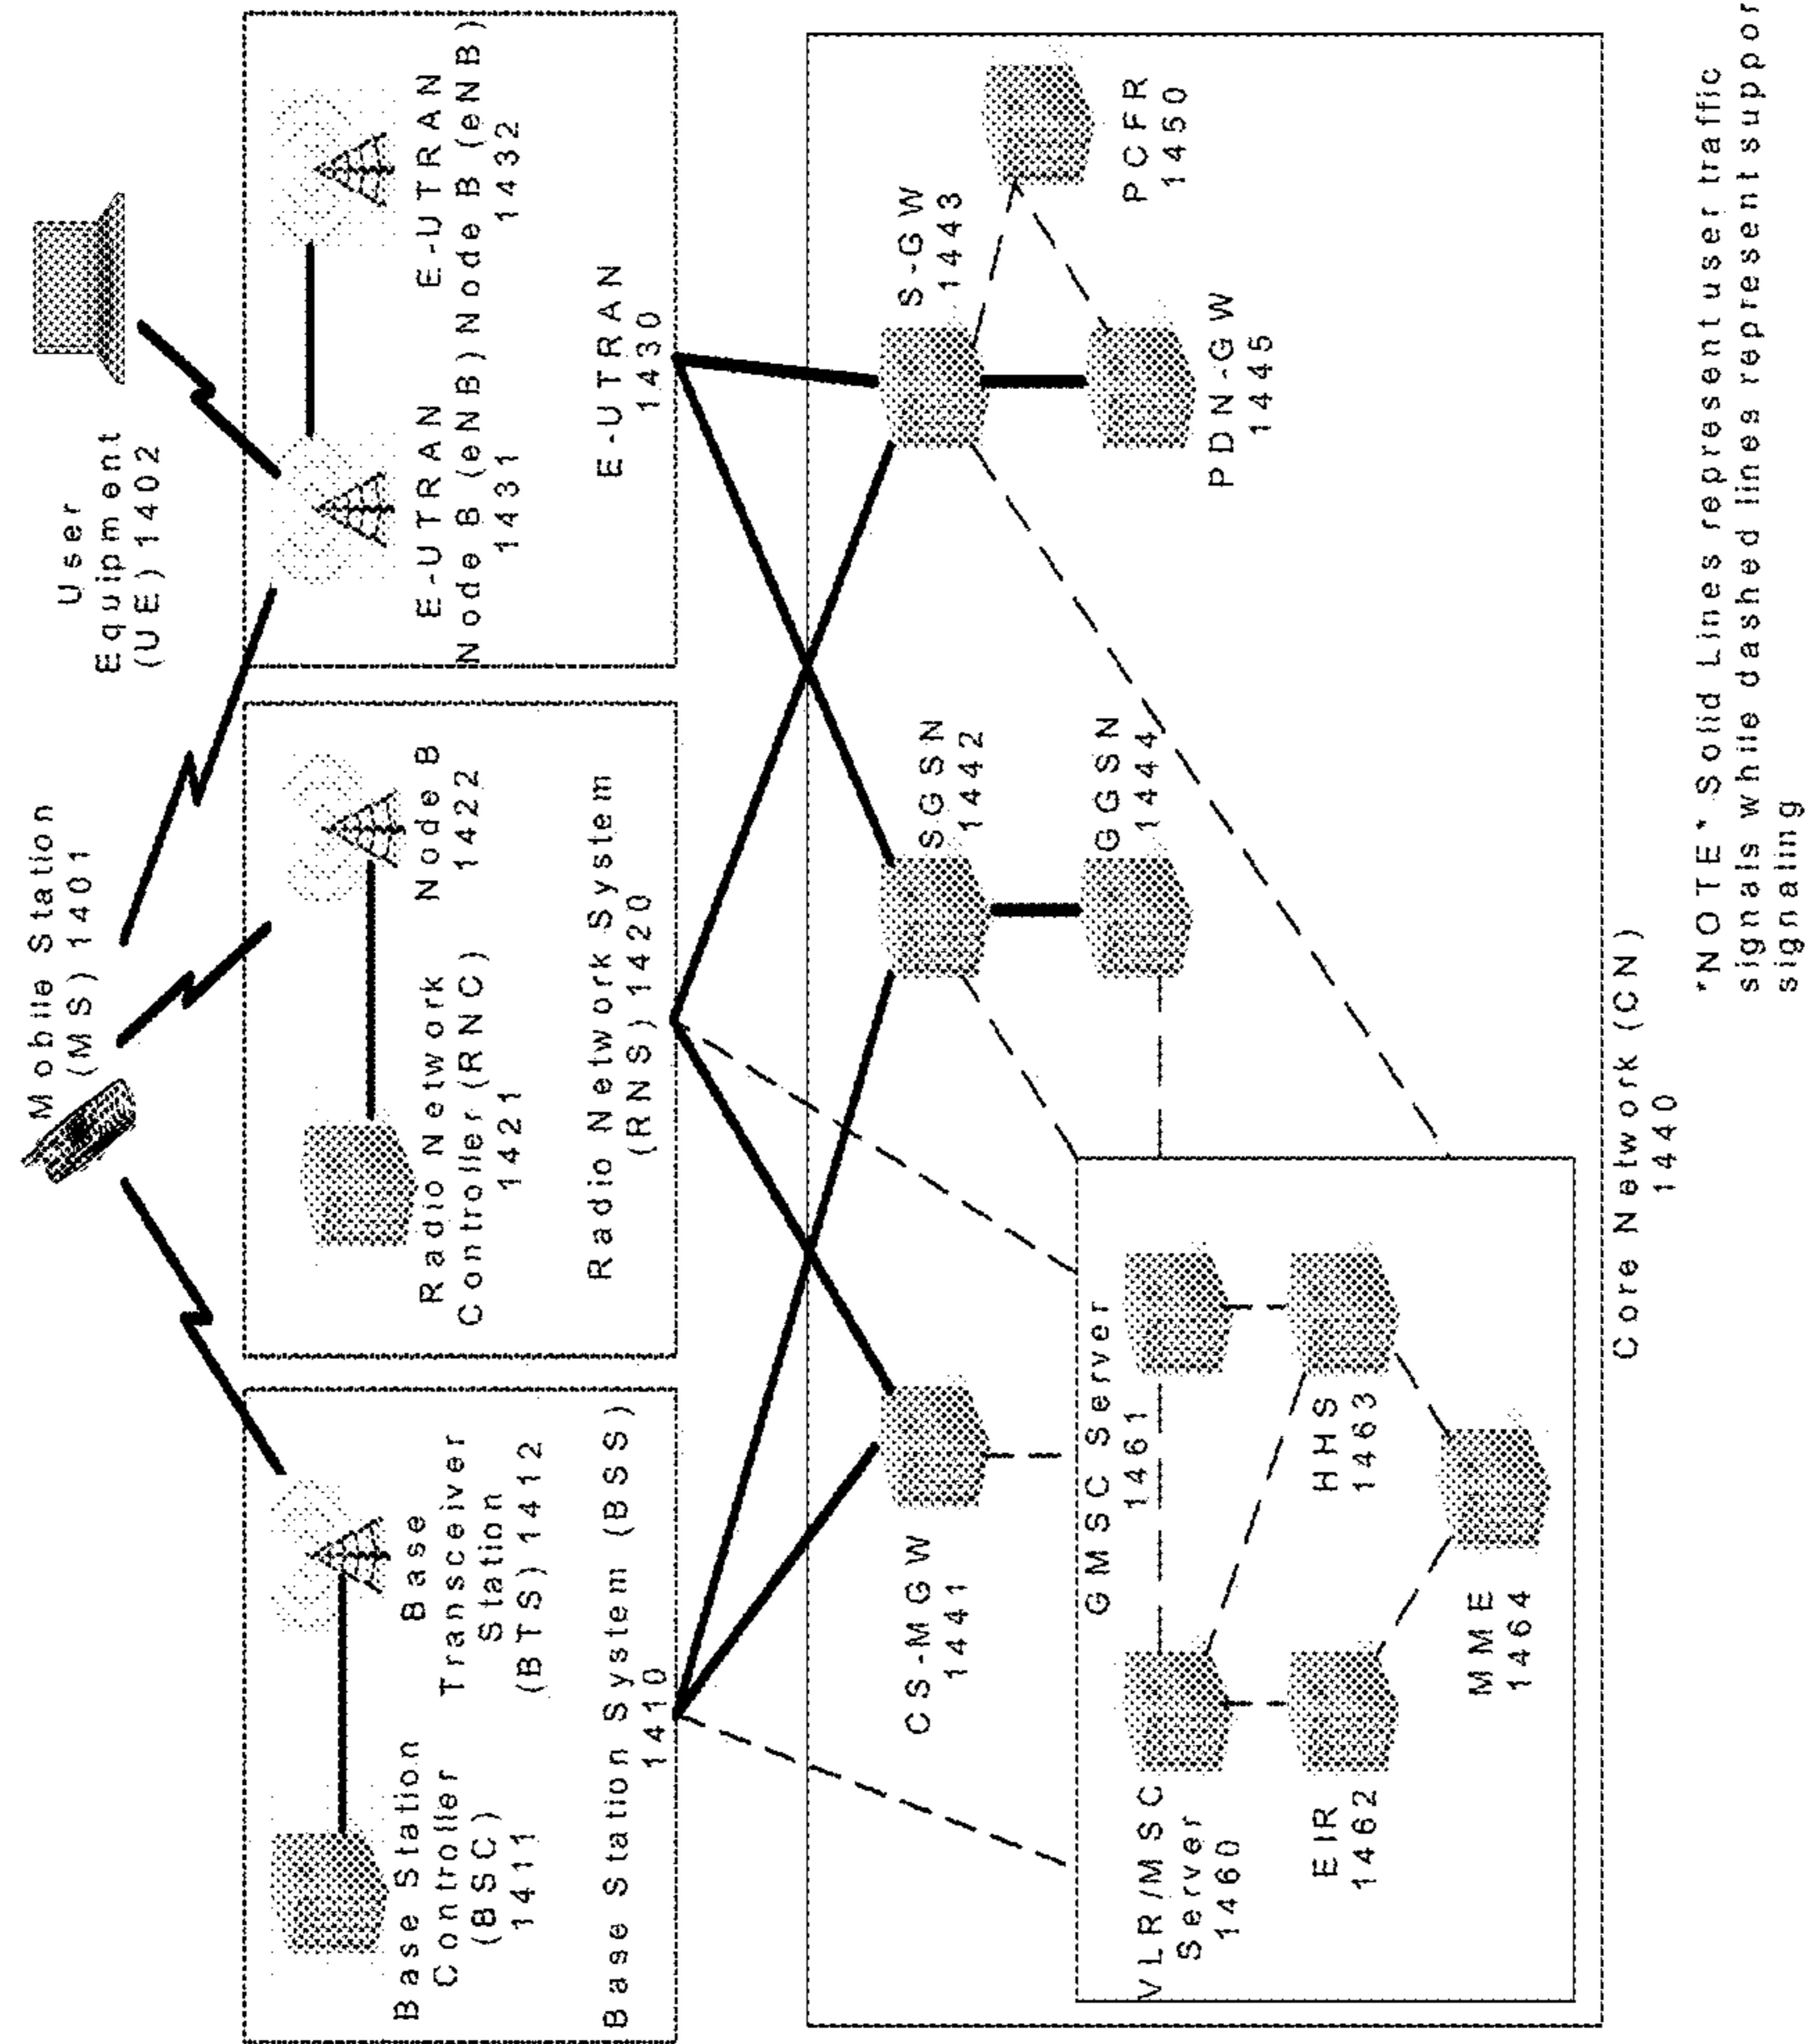 Mobile Station
(MS) 1401
User
Equipment
(UE) 1402
Base Station
Controller
(BSC)
1411
Base
Transceiver
Station
(BTS) 1412
Base Station System (BSS)
1410
Radio Network
Controller (RNC)
1421
Node B
1422
Radio Network System
(RNS) 1420
E-UTRAN
Node B (eNB)
1431
E-UTRAN
Node B (eNB)
1432
E-UTRAN
1430
CS-MGW
1441
SGSN
1442
GGSN
1444
S-GW
1443
PDN-GW
1445
PCFR
1450
VLR/MSC
Server
1460
GMSC Server
1461
EIR
1462
HHS
1463
MME
1464
Core Network (CN)
1440
*NOTE* Solid Lines represent user traffic
signals while dashed lines represent suppor
signaling